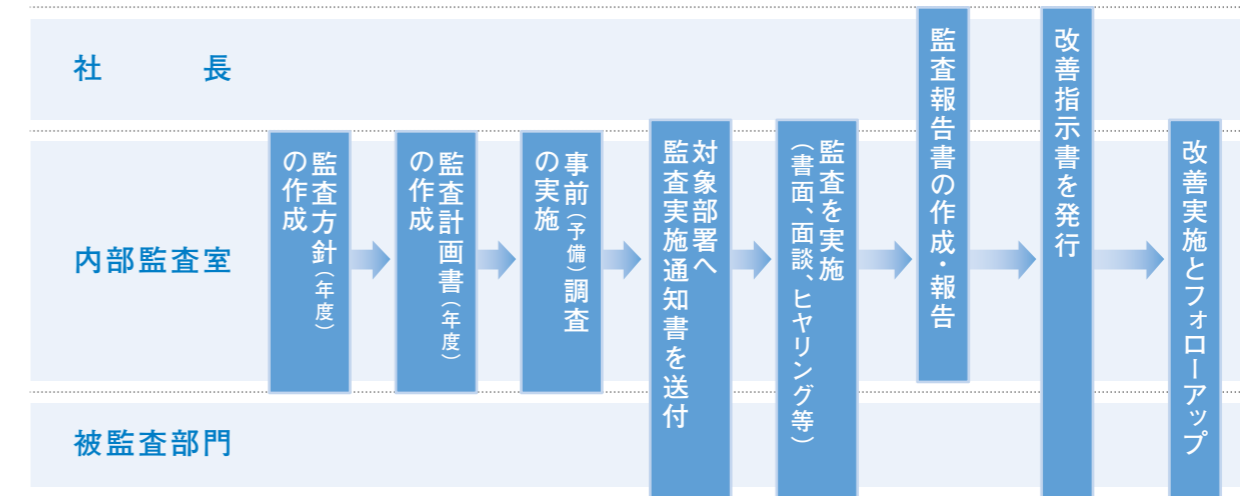 社　長
内部監査室
被監査部門
監査方針（年度）
の作成
監査計画書（年度）
の作成
事前（予備）調査
の実施
対象部署へ
監査実施通知書を送付
監査を実施
（書面、面談、ヒヤリング等）
監査報告書の作成・報告
改善指示書を発行
改善実施とフォローアップ